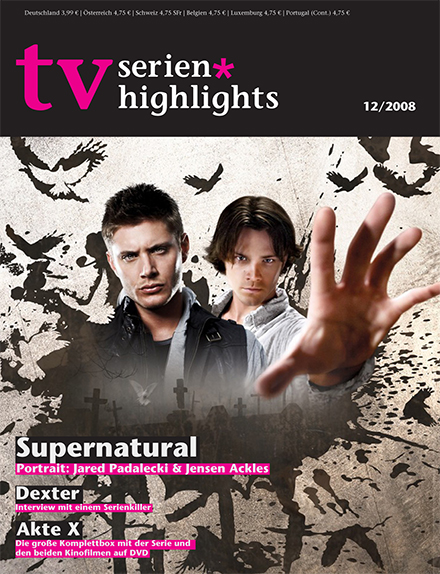 Deutschland 3,99 € | Österreich 4,75 € | Schweiz 4,75 SFr | Belgien 4,75 € | Luxemburg 4,75 € | Portugal (Cont.) 4,75 €
tv serien*
highlights
12/2008
Supernatural
Portrait: Jared Padalecki & Jensen Ackles
Dexter
Interview mit einem Serienkiller
Akte X
Die große Komplettbox mit der Serie und
den beiden Kinofilmen auf DVD